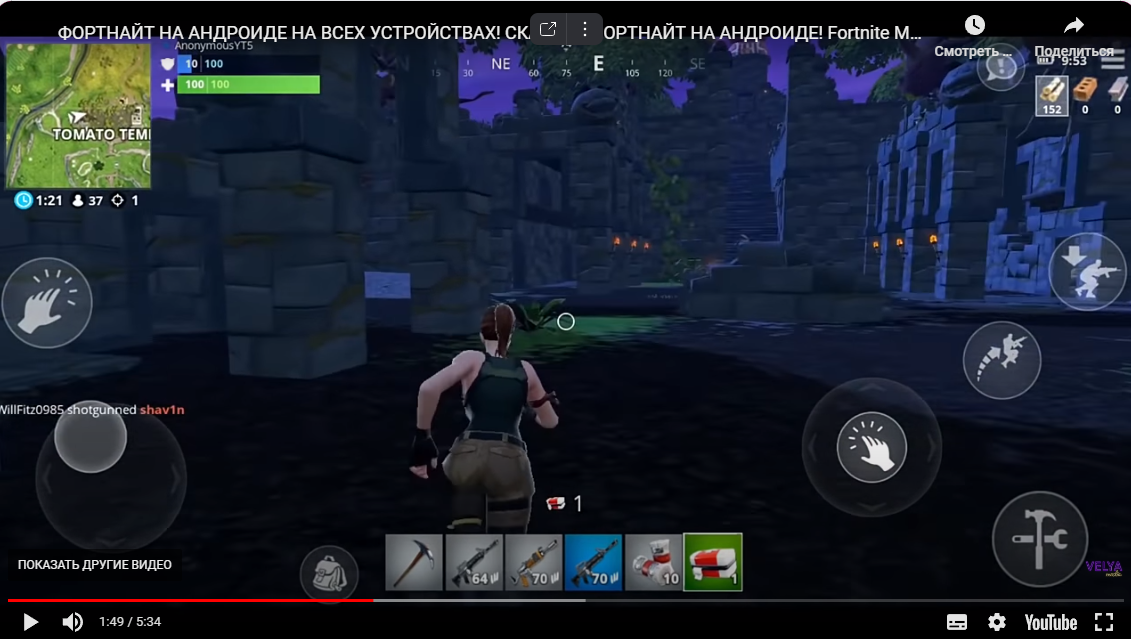 ФОРТНАЙТ НА АНДРОИДЕ НА ВСЕХ УСТРОЙСТВАХ! СК ОРТНАЙТ НА АНДРОИДЕ! Fortnite M...
Смотреть ...
Поделиться
AnonymousYT5
10 | 100
100 | 100
15 30 NE 60 75 E 105 120 SE
9:53
152 0 0
TOMATO TEM
1:21 37 1
WillFitz0985 shotgunned shav1n
1
64 70 70 10 1
ПОКАЗАТЬ ДРУГИЕ ВИДЕО
VELYA
1:49 / 5:34
YouTube